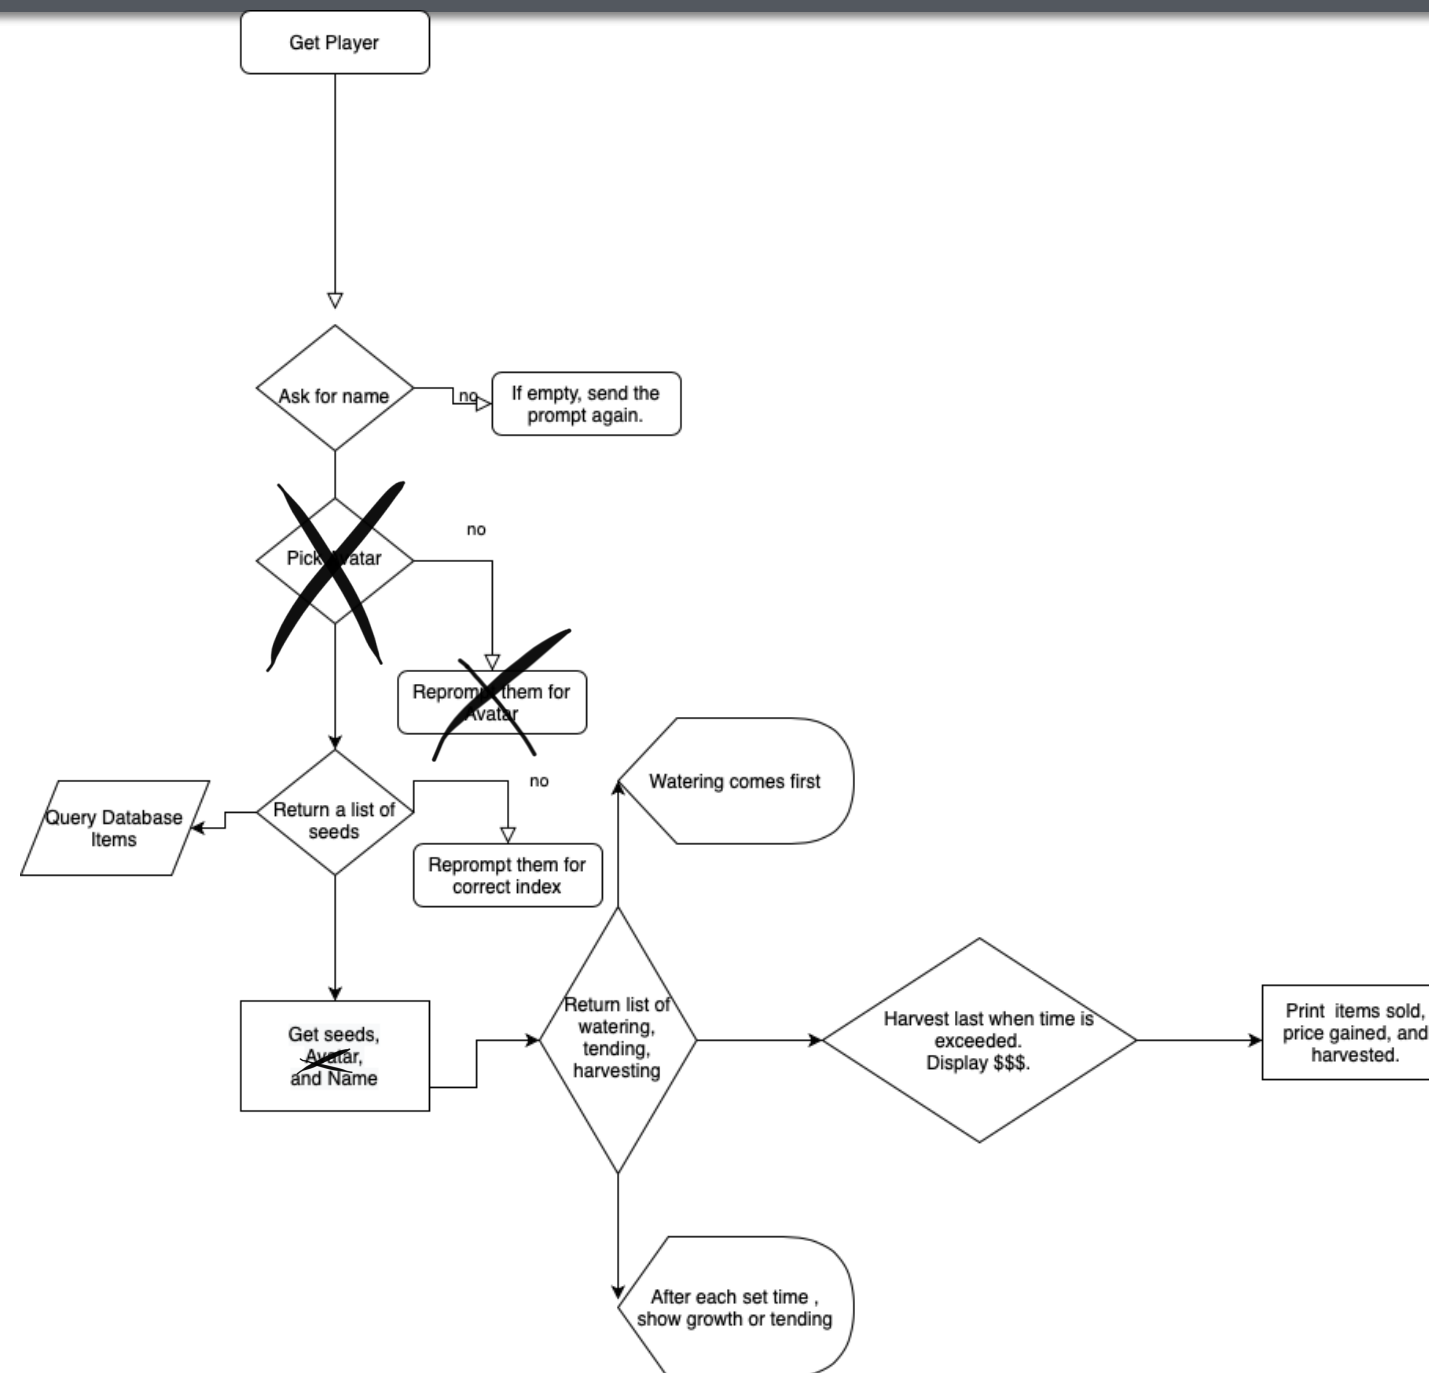 Get Player
Ask for name
no
If empty, send the
prompt again.
Pick Avatar
no
Reprompt them for
Avatar
Return a list of
seeds
no
Query Database
Items
Reprompt them for
correct index
Watering comes first
Get seeds,
Avatar,
and Name
Return list of
watering,
tending,
harvesting
Harvest last when time is
exceeded.
Display $$$.
Print items sold,
price gained, and
harvested.
After each set time ,
show growth or tending